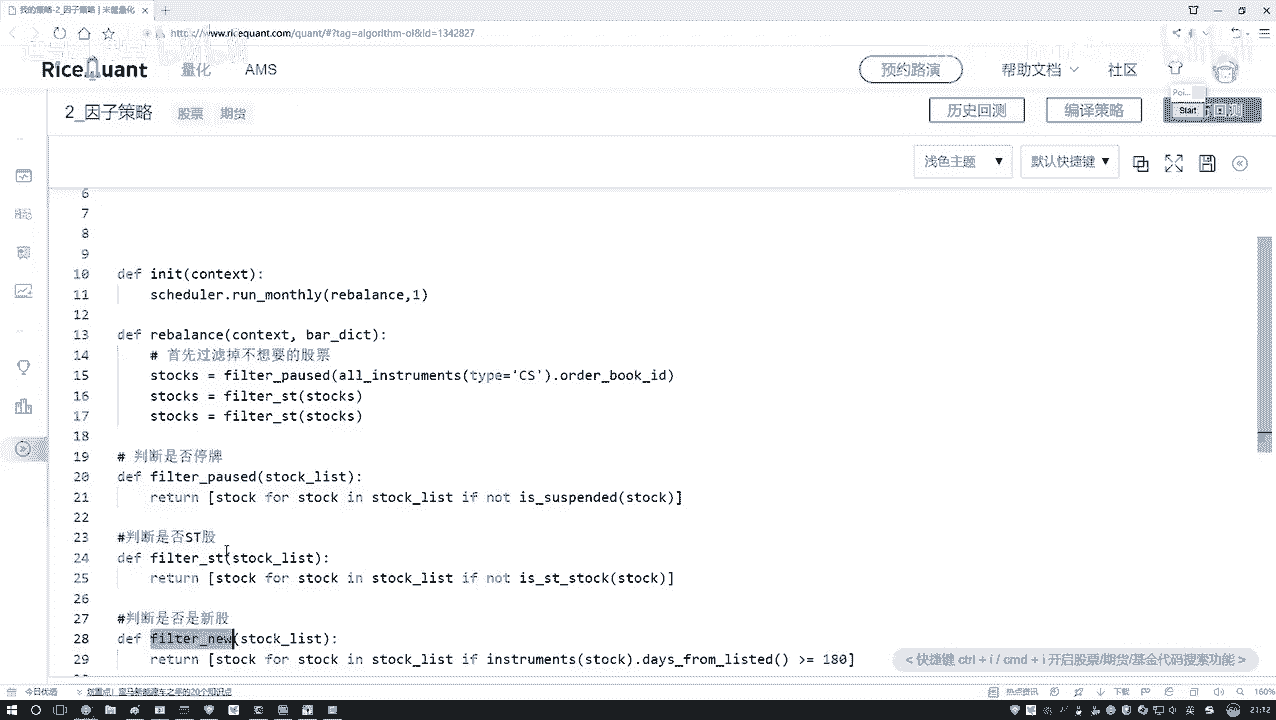 我的策略-2_因子策略 | 米筐量化
https://www.ricequant.com/quant/#?tag=algorithm-ol&id=1342827
RiceQuant 量化 AMS 预约路演 帮助文档 社区
2_因子策略 股票 期货 历史回测 编译策略 Start
浅色主题 默认快捷键
6
7
8
9
10 def init(context):
11 scheduler.run_monthly(rebalance,1)
12
13 def rebalance(context, bar_dict):
14 # 首先过滤掉不想要的股票
15 stocks = filter_paused(all_instruments(type='CS').order_book_id)
16 stocks = filter_st(stocks)
17 stocks = filter_st(stocks)
18
19 # 判断是否停牌
20 def filter_paused(stock_list):
21 return [stock for stock in stock_list if not is_suspended(stock)]
22
23 #判断是否ST股
24 def filter_st(stock_list):
25 return [stock for stock in stock_list if not is_st_stock(stock)]
26
27 #判断是否是新股
28 def filter_new(stock_list):
29 return [stock for stock in stock_list if instruments(stock).days_from_listed() >= 180]
< 快捷键 ctrl + i / cmd + i 开启股票/期货/基金代码搜索功能 >
今日优选 热点资讯 下载 160%
21:12